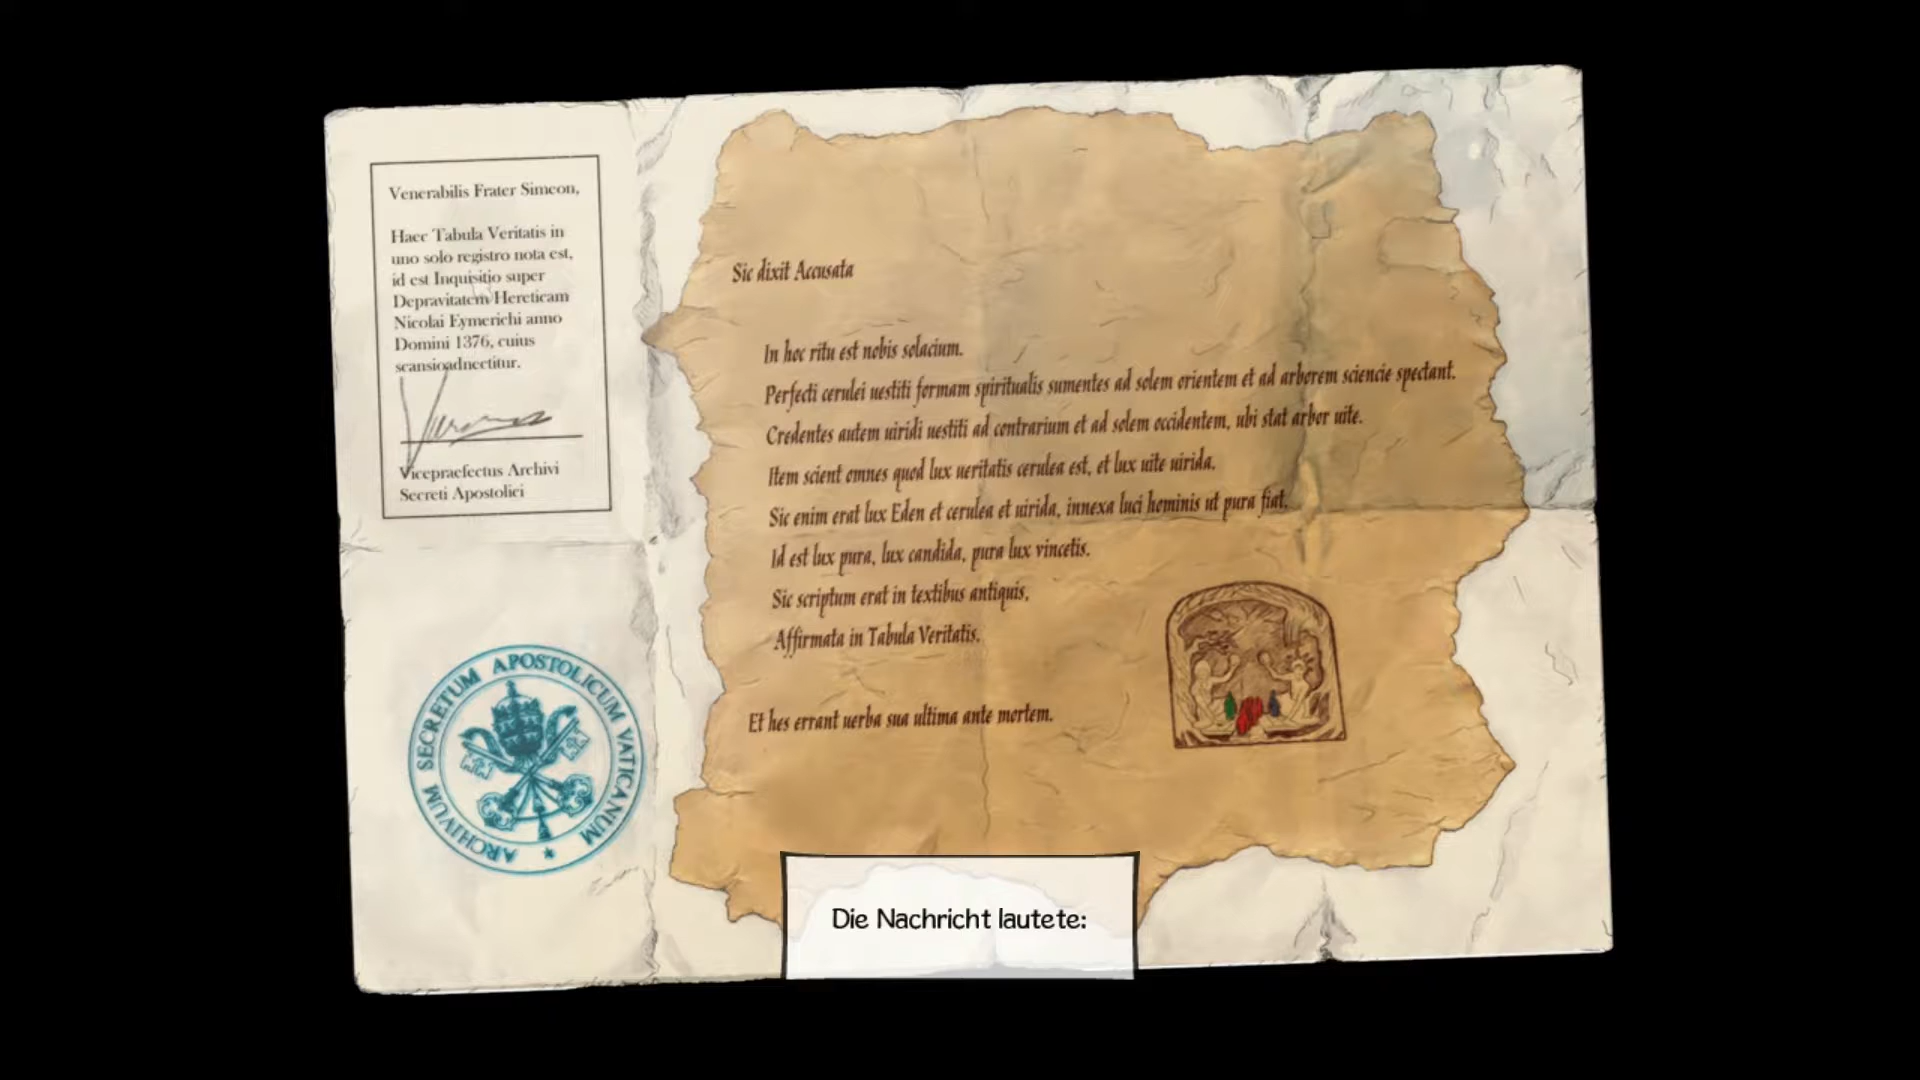 Venerabilis Frater Simeon,
Haec Tabula Veritatis in
uno solo registro nota est,
id est Inquisitio super
Depravitatem Hereticam
Nicolai Eymerichi anno
Domini 1376, cuius
scansioadnectitur.
Vicepraefectus Archivi
Secreti Apostolici
ARCHIVUM SECRETUM APOSTOLICUM VATICANUM
Sic dixit Accusata
In hoc ritu est nobis solacium.
Perfecti cerulei uestiti formam spiritualis sumentes ad solem orientem et ad arborem sciencie spectant.
Credentes autem uiridi uestiti ad contrarium et ad solem occidentem, ubi stat arbor uite.
Item scient omnes quod lux ueritatis cerulea est, et lux uite uirida.
Sic enim erat lux Eden et cerulea et uirida, innexa luci hominis ut pura fiat.
Id est lux pura, lux candida, pura lux vincetis.
Sic scriptum erat in textibus antiquis,
Affirmata in Tabula Veritatis.
Et hes errant uerba sua ultima ante mortem.
Die Nachricht lautete: